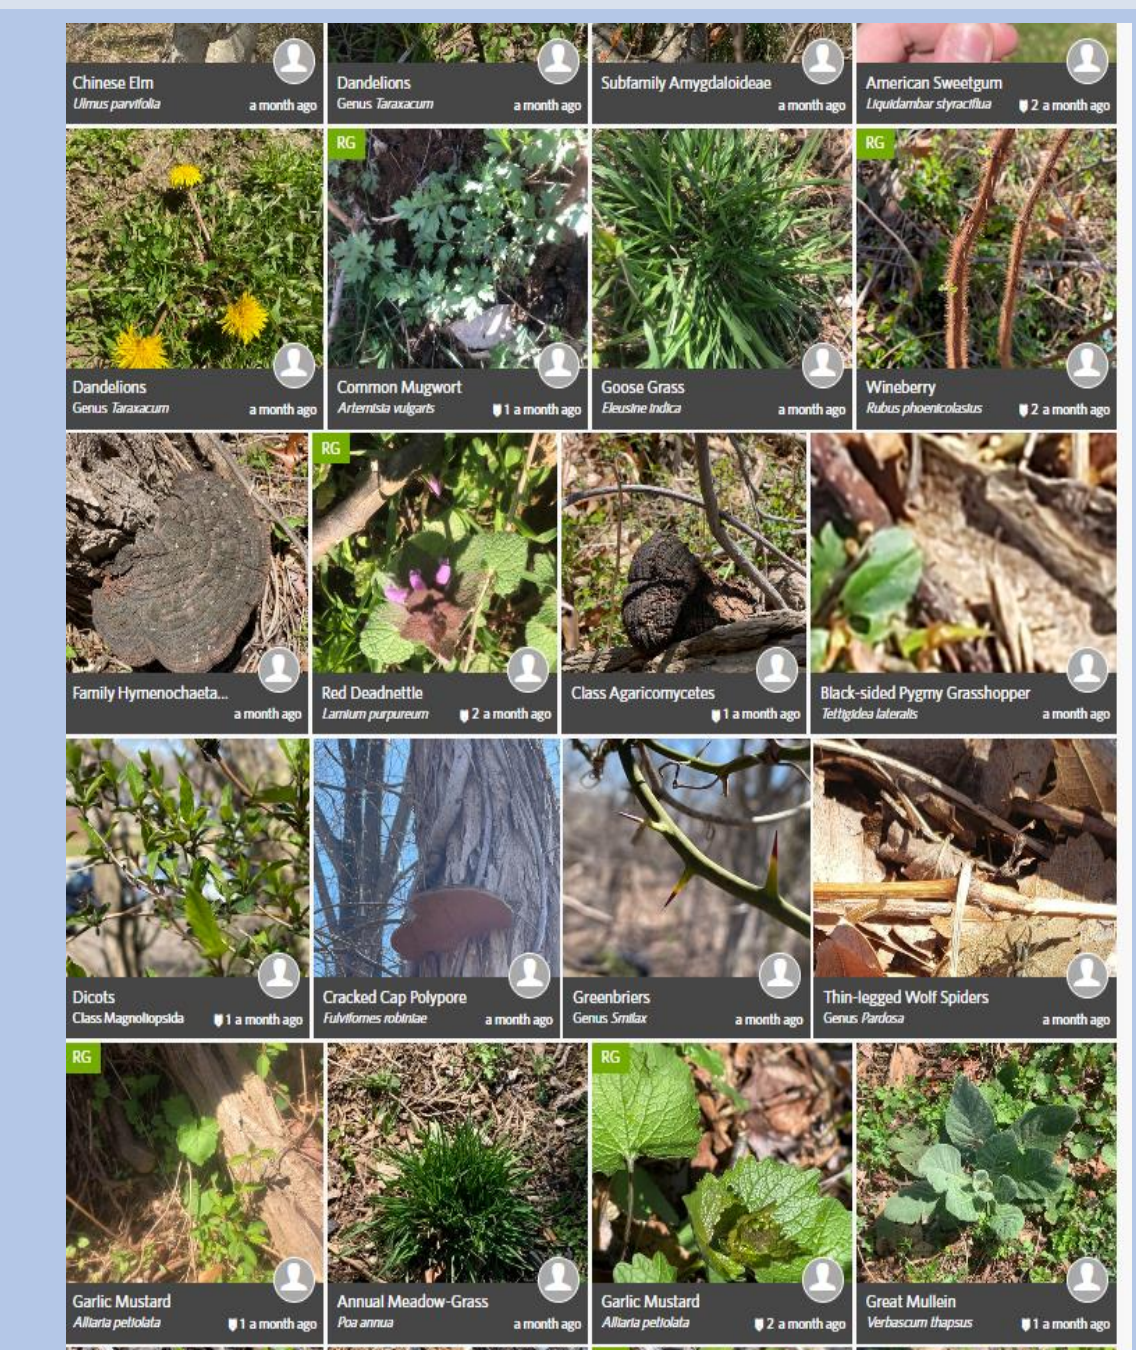 Chinese Elm
Ulmus parvifolia a month ago
Dandelions
Genus Taraxacum a month ago
Subfamily Amygdaloideae
a month ago
American Sweetgum
Liquidambar styraciflua 2 a month ago
Dandelions
Genus Taraxacum a month ago
RG
Common Mugwort
Artemisia vulgaris 1 a month ago
Goose Grass
Eleusine indica a month ago
RG
Wineberry
Rubus phoenicolasius 2 a month ago
Family Hymenochaeta...
a month ago
RG
Red Deadnettle
Lamium purpureum 2 a month ago
Class Agaricomycetes
1 a month ago
Black-sided Pygmy Grasshopper
Tettigidea lateralis a month ago
Dicots
Class Magnoliopsida 1 a month ago
Cracked Cap Polypore
Fulvifomes robiniae a month ago
Greenbriers
Genus Smilax a month ago
Thin-legged Wolf Spiders
Genus Pardosa a month ago
RG
Garlic Mustard
Alliaria petiolata 1 a month ago
Annual Meadow-Grass
Poa annua a month ago
RG
Garlic Mustard
Alliaria petiolata 2 a month ago
Great Mullein
Verbascum thapsus 1 a month ago